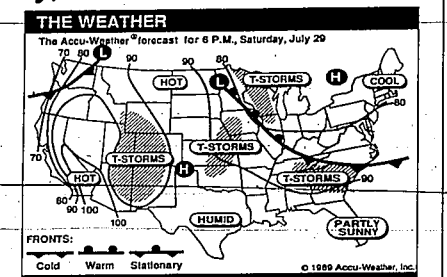 THE WEATHER
The Accu-Weather® forecast for 6 P.M., Saturday, July 29
70 80 L 90 90 80
HOT L T-STORMS H COOL
80
T-STORMS T-STORMS
70 HOT H T-STORMS 90
80
90 100
100
HUMID PARTLY
SUNNY
FRONTS:
Cold Warm Stationary
© 1989 Accu-Weather, Inc.